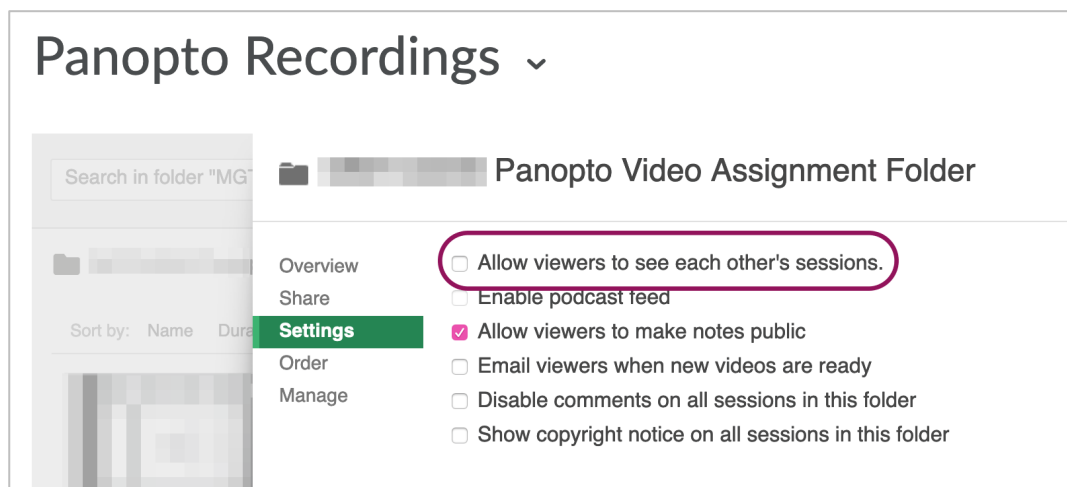 Panopto Recordings
Search in folder "MGT
Panopto Video Assignment Folder
Sort by: Name Dura
Overview
Share
Settings
Order
Manage
Allow viewers to see each other's sessions.
Enable podcast feed
Allow viewers to make notes public
Email viewers when new videos are ready
Disable comments on all sessions in this folder
Show copyright notice on all sessions in this folder